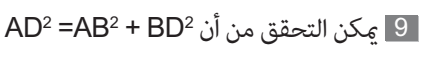 9 يمكن التحقق من أن AD² =AB² + BD²